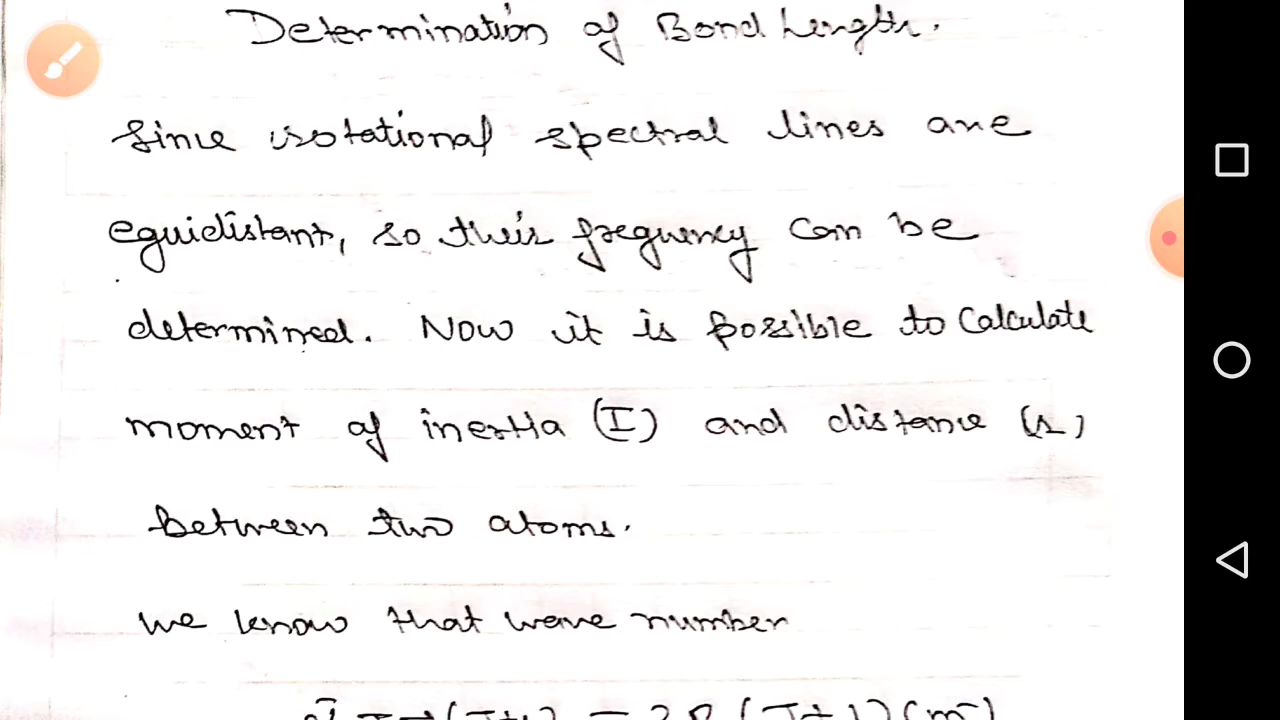 Determination of Bond Length.
Since rotational spectral lines are
equidistant, so their frequency can be
determined. Now it is possible to Calculate
moment of inertia (I) and distance (r)
between two atoms.
we know that wave number